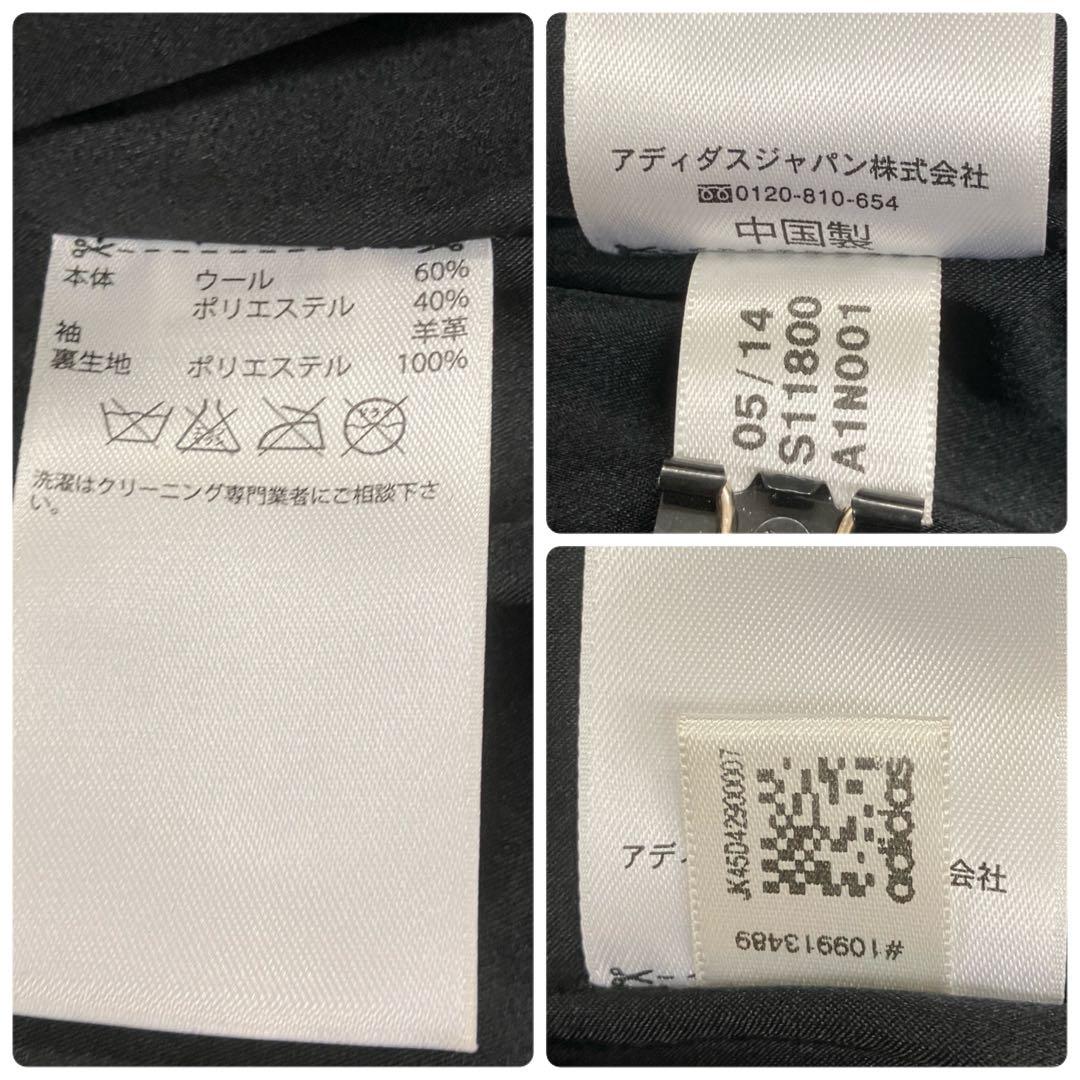 本体 ウール 60%
ポリエステル 40%
袖 羊革
裏生地 ポリエステル 100%
洗濯はクリーニング専門業者にご相談下さ
い。
アディダスジャパン株式会社
0120-810-654
中国製
05/14
S11800
A1N001
JK45D42900007
adidas
#109913489
アデ
会社